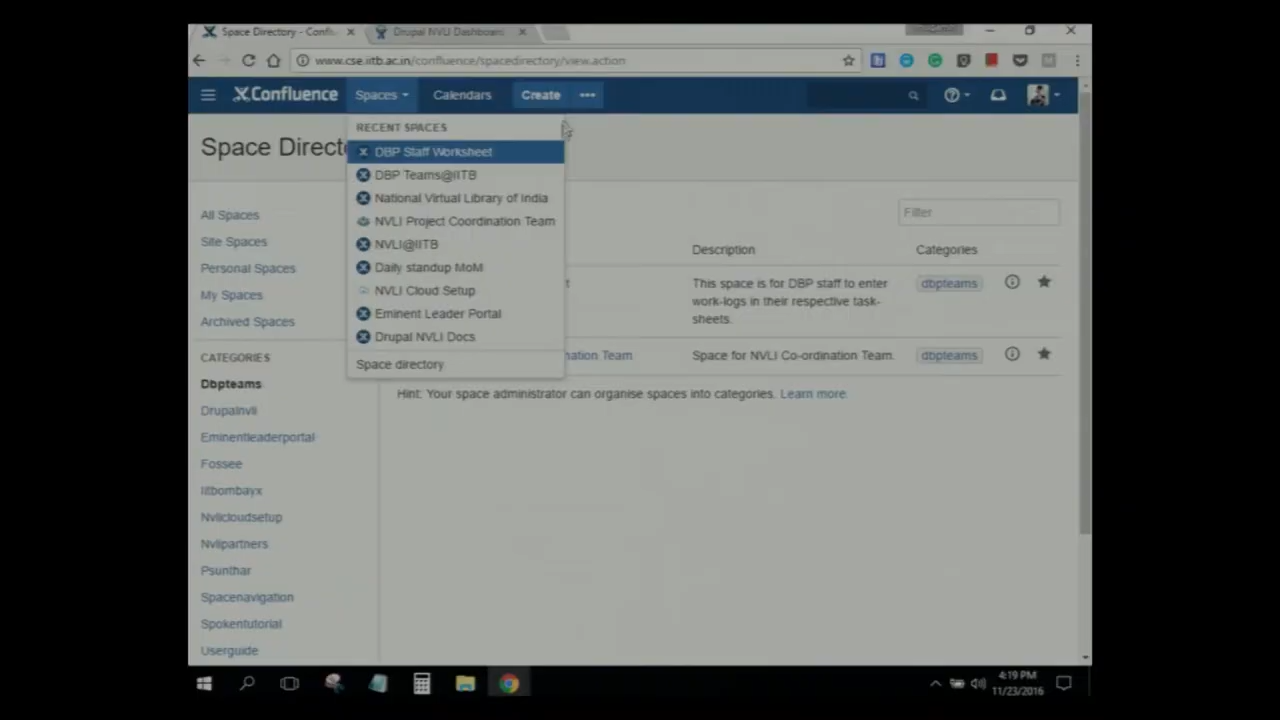 Space Directory - Confl
Drupal NVLI Dashboard
www.cse.iitb.ac.in/confluence/spacedirectory/view.action
Confluence
Spaces
Calendars
Create
RECENT SPACES
Space Direct
DBP Staff Worksheet
DBP Teams@IITB
National Virtual Library of India
NVLI Project Coordination Team
NVLI@IITB
Daily standup MoM
NVLI Cloud Setup
Eminent Leader Portal
Drupal NVLI Docs
Space directory
All Spaces
Site Spaces
Personal Spaces
My Spaces
Archived Spaces
CATEGORIES
Dbpteams
Drupalnvli
Eminentleaderportal
Fossee
Iitbombayx
Nvlicloudsetup
Nvlipartners
Psunthar
Spacenavigation
Spokentutorial
Userguide
Filter
Description
Categories
t
This space is for DBP staff to enter
work-logs in their respective task-
sheets.
dbpteams
nation Team
Space for NVLI Co-ordination Team.
dbpteams
Hint: Your space administrator can organise spaces into categories. Learn more.
4:19 PM
11/23/2016